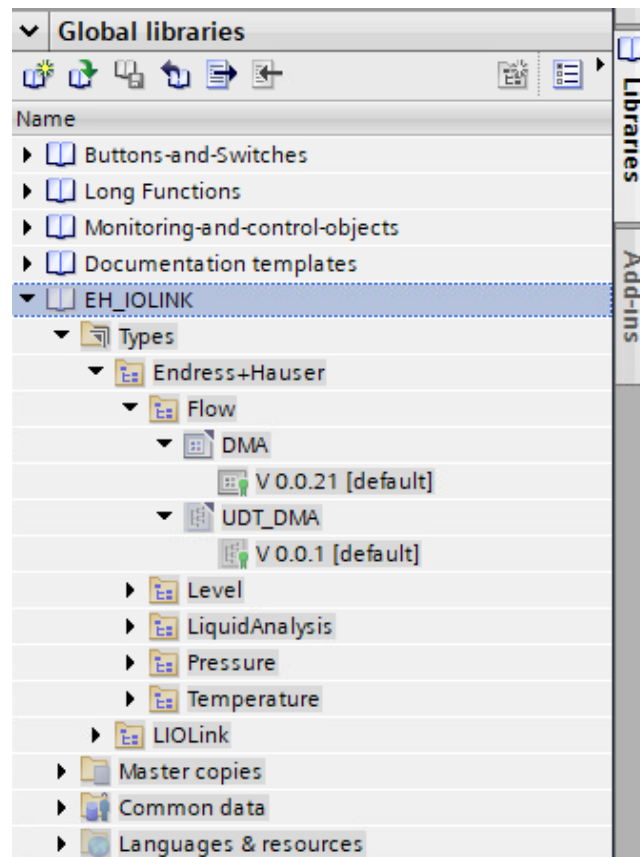 Global libraries
Name
Buttons-and-Switches
Long Functions
Monitoring-and-control-objects
Documentation templates
EH_IOLINK
Types
Endress+Hauser
Flow
DMA
V 0.0.21 [default]
UDT_DMA
V 0.0.1 [default]
Level
LiquidAnalysis
Pressure
Temperature
LIOLink
Master copies
Common data
Languages & resources
Libraries
Add-ins